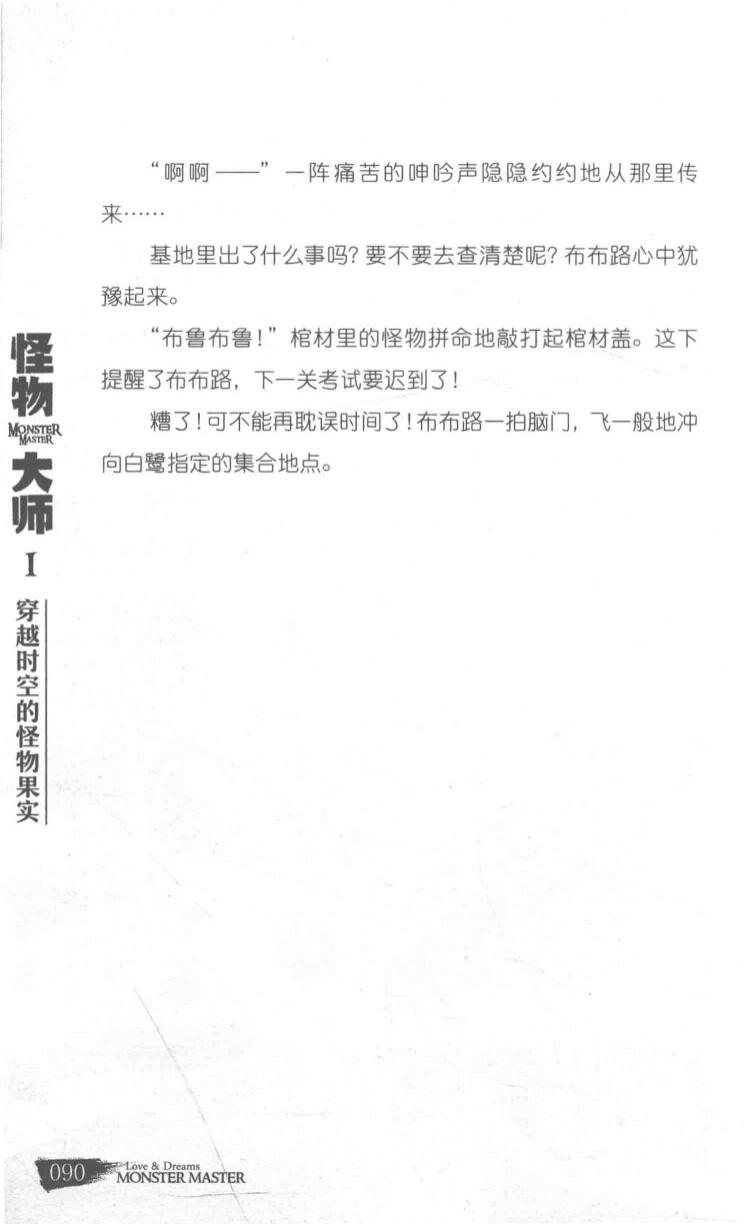 “啊啊——”一阵痛苦的呻吟声隐隐约约地从那里传
来……
基地里出了什么事吗？要不要去查清楚呢？布布路心中犹
豫起来。
“布鲁布鲁！”棺材里的怪物拼命地敲打起棺材盖。这下
提醒了布布路，下一关考试要迟到了！
糟了！可不能再耽误时间了！布布路一拍脑门，飞一般地冲
向白鹭指定的集合地点。
怪物
MONSTER
MASTER
大师
I
穿越时空的怪物果实
090
Love & Dreams
MONSTER MASTER